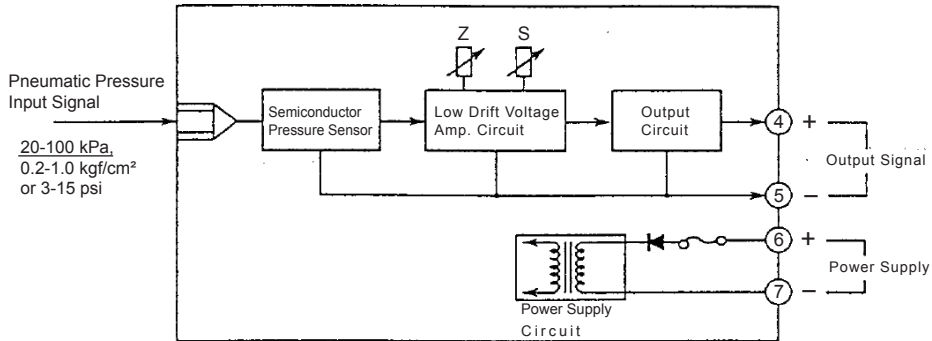 Z
S
Pneumatic Pressure
Input Signal
20-100 kPa,
0.2-1.0 kgf/cm²
or 3-15 psi
Semiconductor
Pressure Sensor
Low Drift Voltage
Amp. Circuit
Output
Circuit
4 +
Output Signal
5 −
6 +
Power Supply
7 −
Power Supply
Circuit